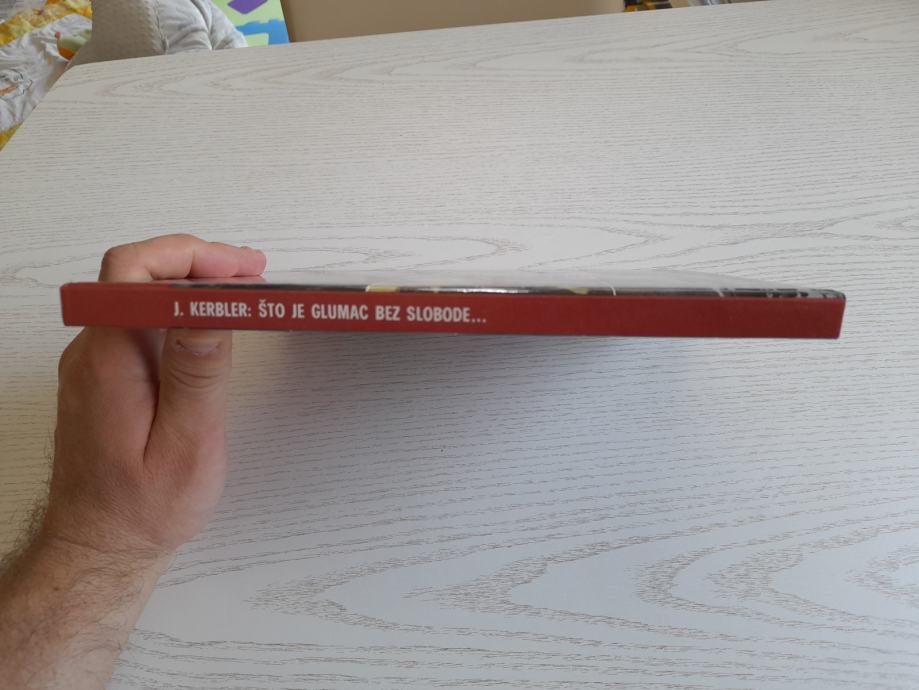 J. KERBLER: ŠTO JE GLUMAC BEZ SLOBODE...